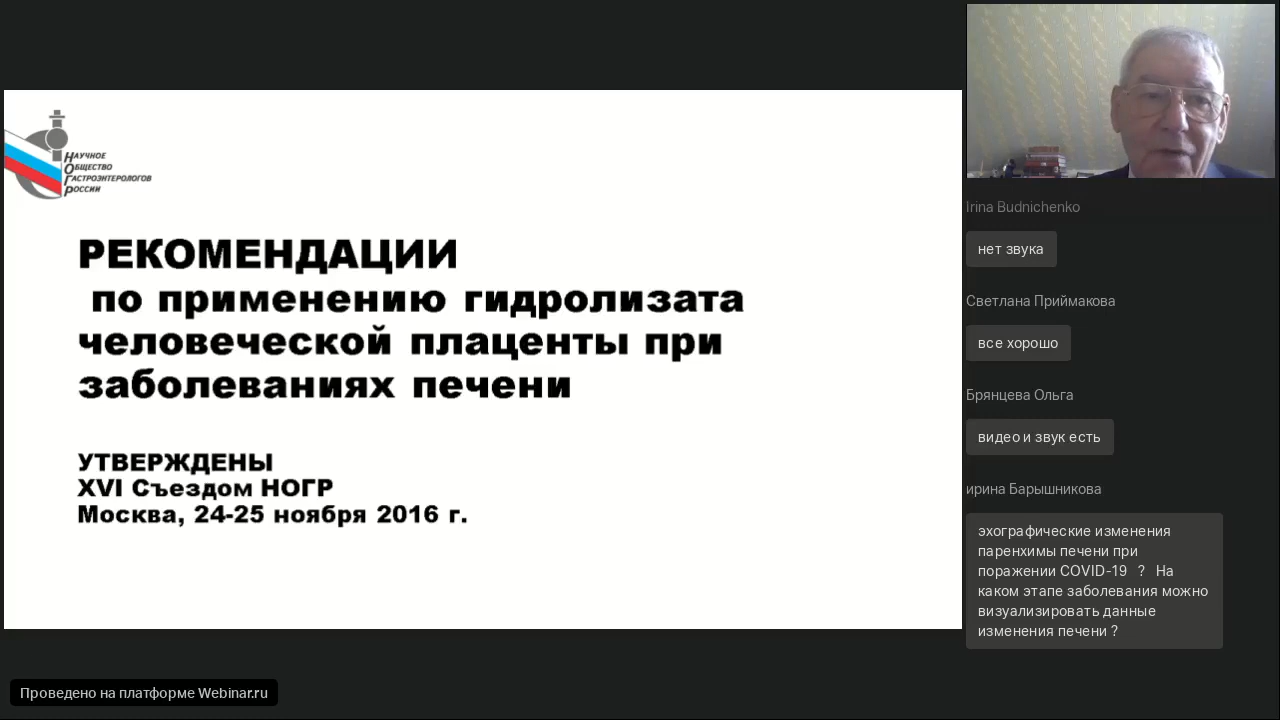 НАУЧНОЕ
ОБЩЕСТВО
ГАСТРОЭНТЕРОЛОГОВ
РОССИИ
РЕКОМЕНДАЦИИ
по применению гидролизата
человеческой плаценты при
заболеваниях печени
УТВЕРЖДЕНЫ
XVI Съездом НОГР
Москва, 24-25 ноября 2016 г.
Irina Budnichenko
нет звука
Светлана Приймакова
все хорошо
Брянцева Ольга
видео и звук есть
ирина Барышникова
эхографические изменения
паренхимы печени при
поражении COVID-19 ? На
каком этапе заболевания можно
визуализировать данные
изменения печени ?
Проведено на платформе Webinar.ru